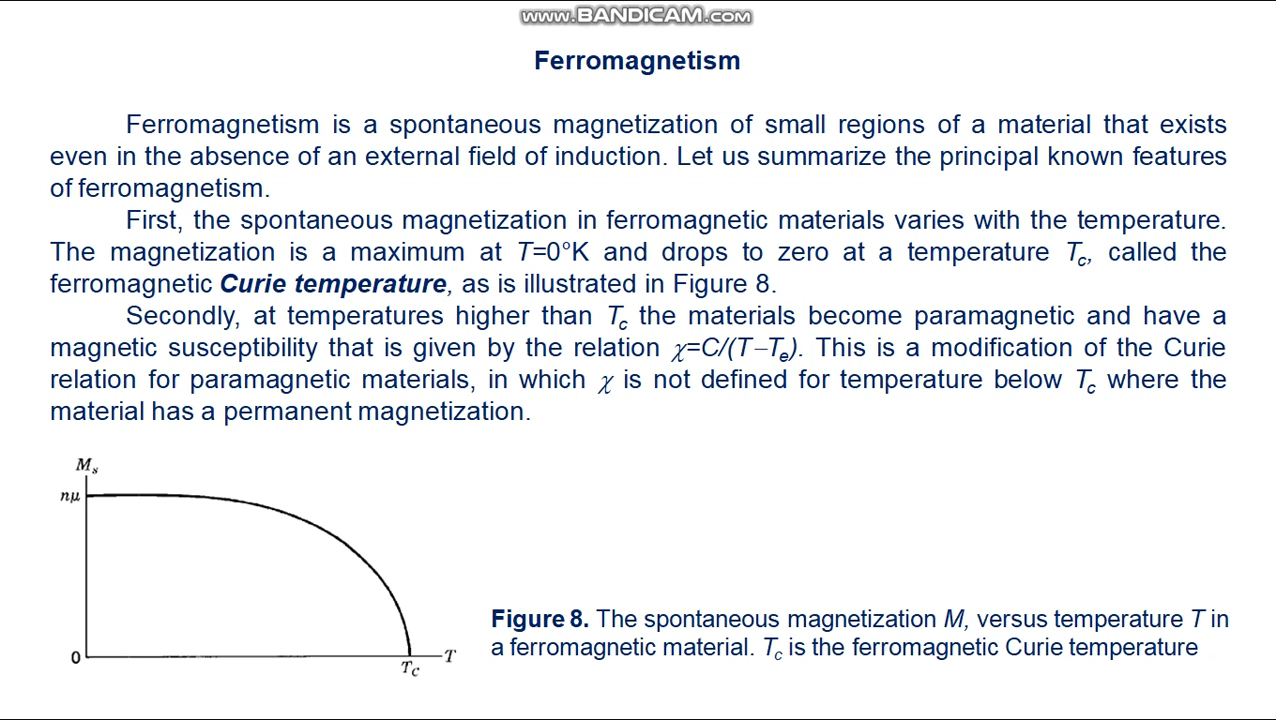 www.BANDICAM.com
Ferromagnetism
Ferromagnetism is a spontaneous magnetization of small regions of a material that exists
even in the absence of an external field of induction. Let us summarize the principal known features
of ferromagnetism.
First, the spontaneous magnetization in ferromagnetic materials varies with the temperature.
The magnetization is a maximum at T=0°K and drops to zero at a temperature Tc, called the
ferromagnetic Curie temperature, as is illustrated in Figure 8.
Secondly, at temperatures higher than Tc the materials become paramagnetic and have a
magnetic susceptibility that is given by the relation χ=C/(T−Te). This is a modification of the Curie
relation for paramagnetic materials, in which χ is not defined for temperature below Tc where the
material has a permanent magnetization.
Ms
nμ
0
T
Tc
Figure 8. The spontaneous magnetization M, versus temperature T in
a ferromagnetic material. Tc is the ferromagnetic Curie temperature